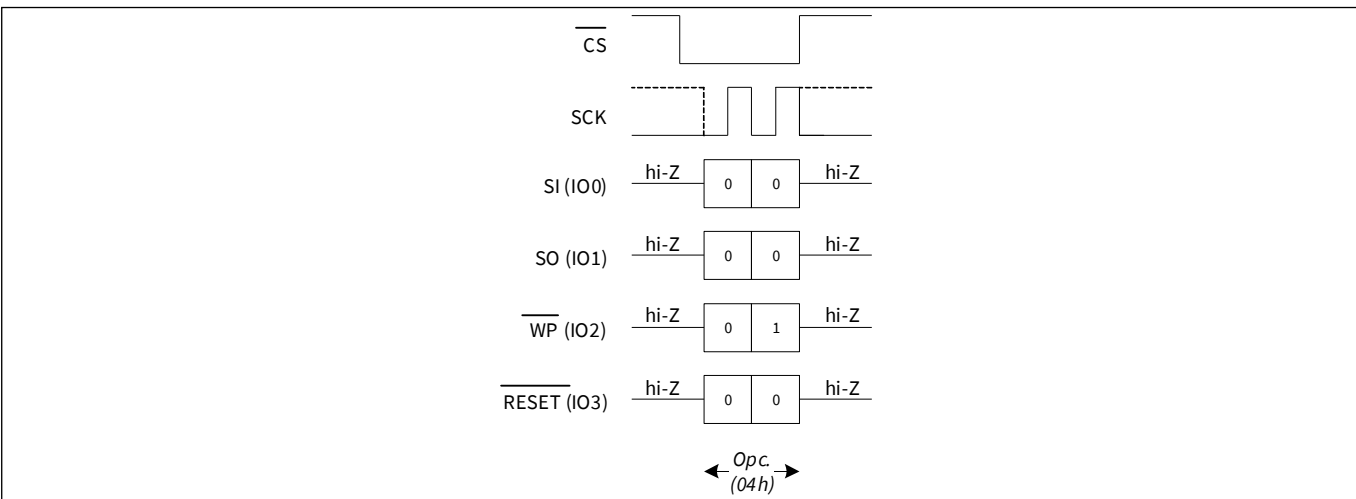 CS
SCK
SI (IO0) hi-Z 0 0 hi-Z
SO (IO1) hi-Z 0 0 hi-Z
WP (IO2) hi-Z 0 1 hi-Z
RESET (IO3) hi-Z 0 0 hi-Z
Opc.
(04h)